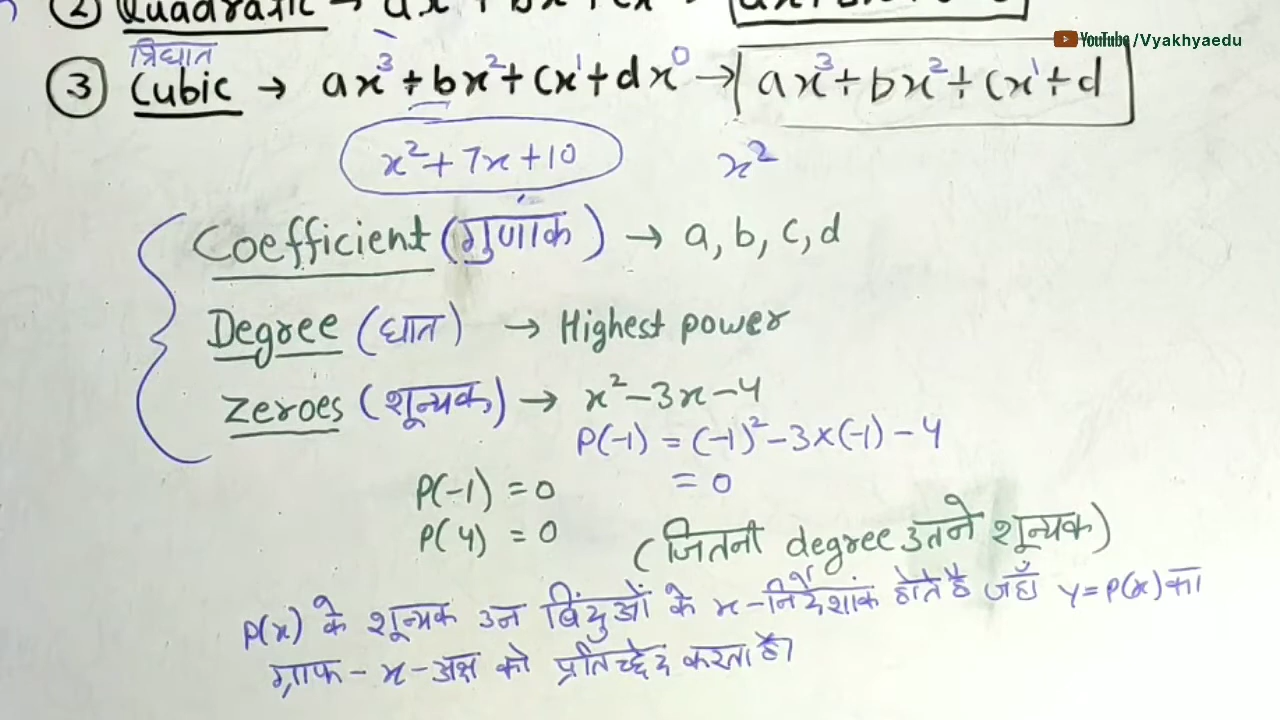 ② Quadratic →
YouTube/Vyakhyaedu
त्रिघात
③ Cubic → ax³ + bx² + cx¹ + dx⁰ → ax³ + bx² + cx¹ + d
x² + 7x + 10 x²
Coefficient (गुणांक) → a, b, c, d
Degree (घात) → Highest power
Zeroes (शून्यक) → x² - 3x - 4
P(-1) = (-1)² - 3×(-1) - 4
= 0
P(-1) = 0
P(4) = 0
(जितनी degree उतने शून्यक)
P(x) के शून्यक उन बिंदुओं के x-निर्देशांक होते है जहाँ y = P(x) का
ग्राफ - x - अक्ष को प्रतिच्छेद करता है।